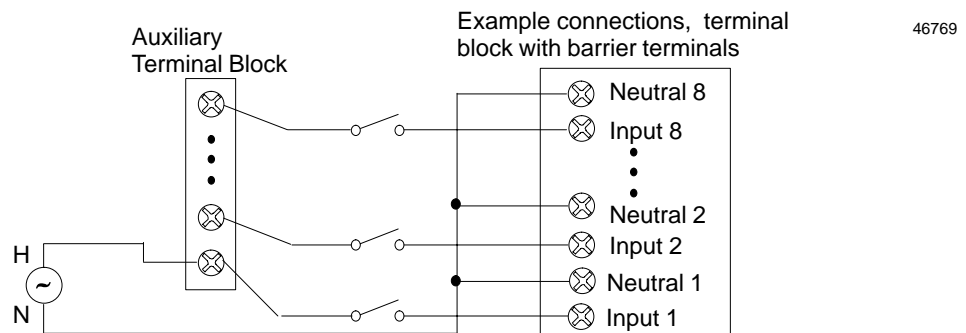 Example connections, terminal
block with barrier terminals
46769
Auxiliary
Terminal Block
Neutral 8
Input 8
Neutral 2
Input 2
Neutral 1
Input 1
H
~
N